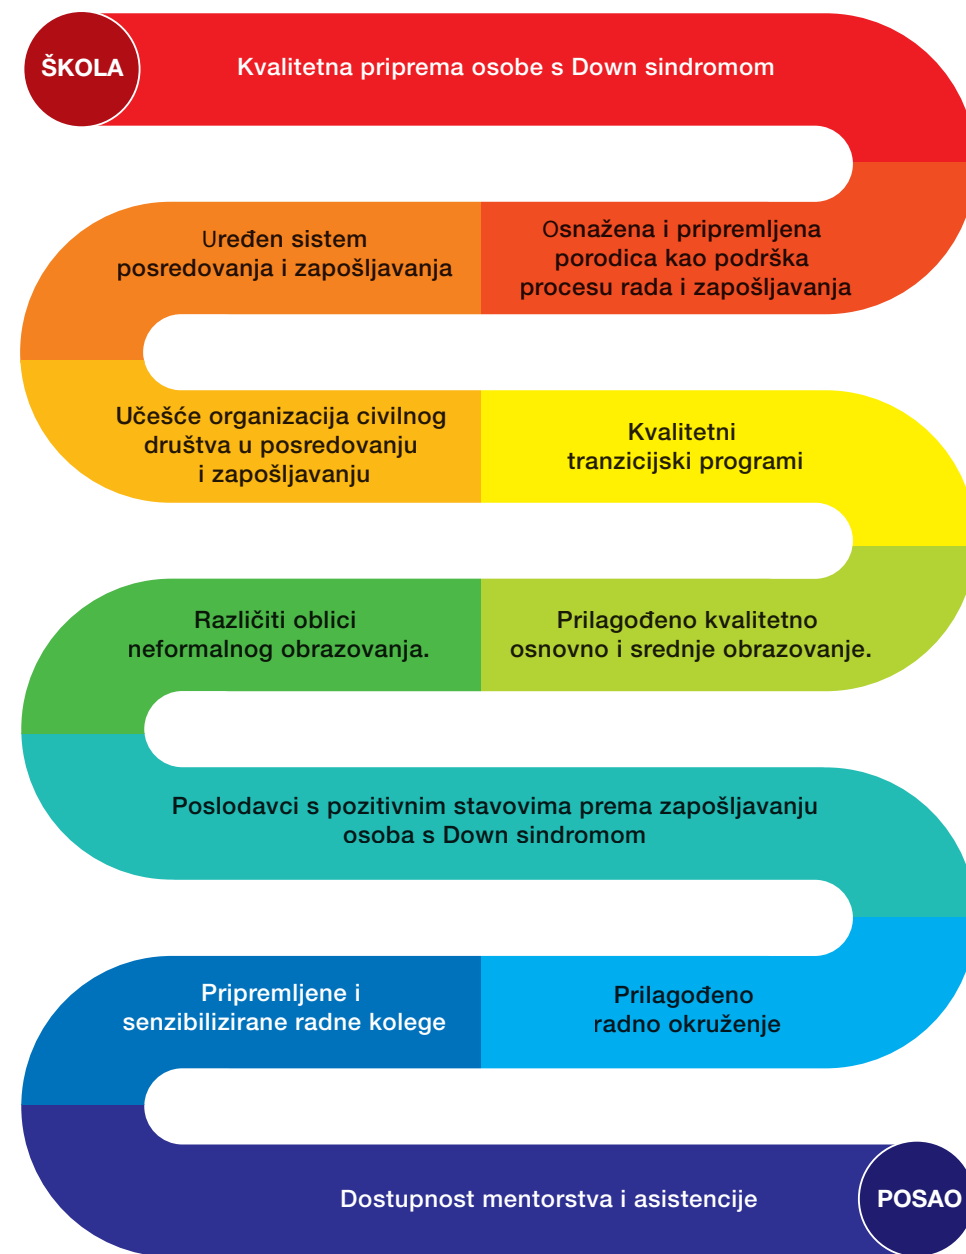 ŠKOLA
Kvalitetna priprema osobe s Down sindromom
Osnažena i pripremljena
porodica kao podrška
procesu rada i zapošljavanja
Uređen sistem
posredovanja i zapošljavanja
Učešće organizacija civilnog
društva u posredovanju
i zapošljavanju
Kvalitetni
tranzicijski programi
Prilagođeno kvalitetno
osnovno i srednje obrazovanje.
Različiti oblici
neformalnog obrazovanja.
Poslodavci s pozitivnim stavovima prema zapošljavanju
osoba s Down sindromom
Prilagođeno
radno okruženje
Pripremljene i
senzibilizirane radne kolege
Dostupnost mentorstva i asistencije
POSAO